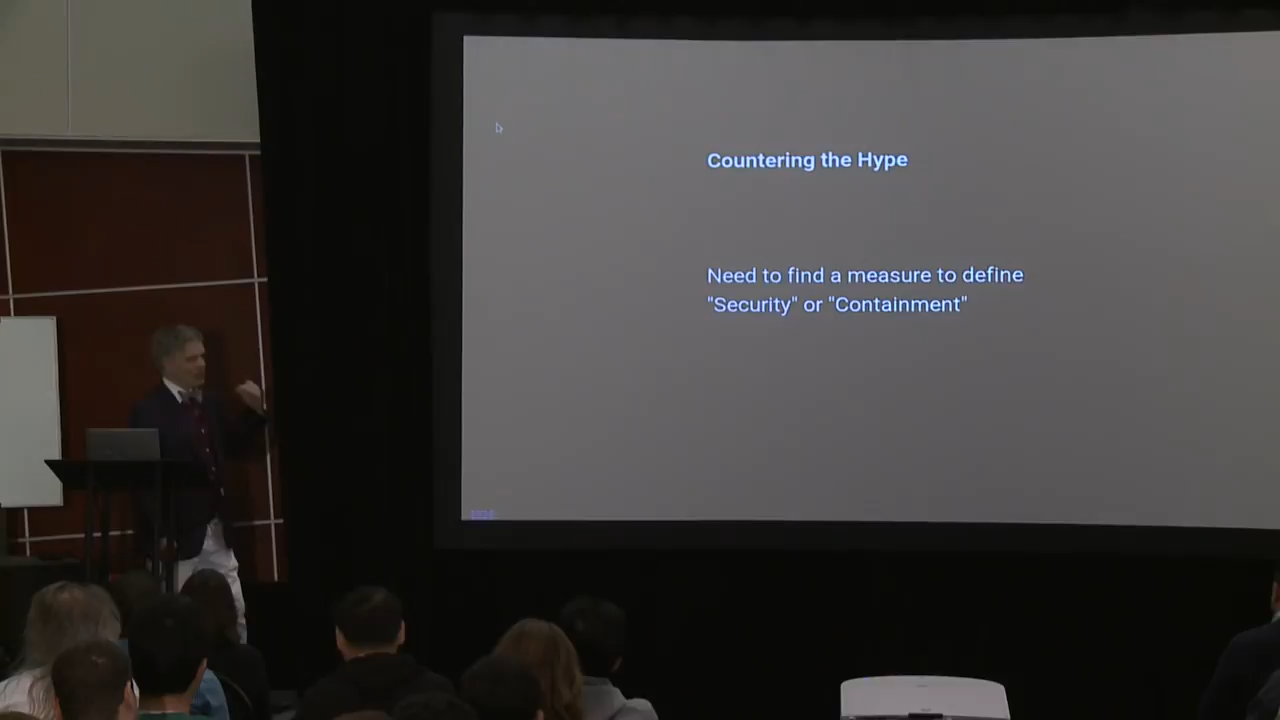 Countering the Hype
Need to find a measure to define
"Security" or "Containment"